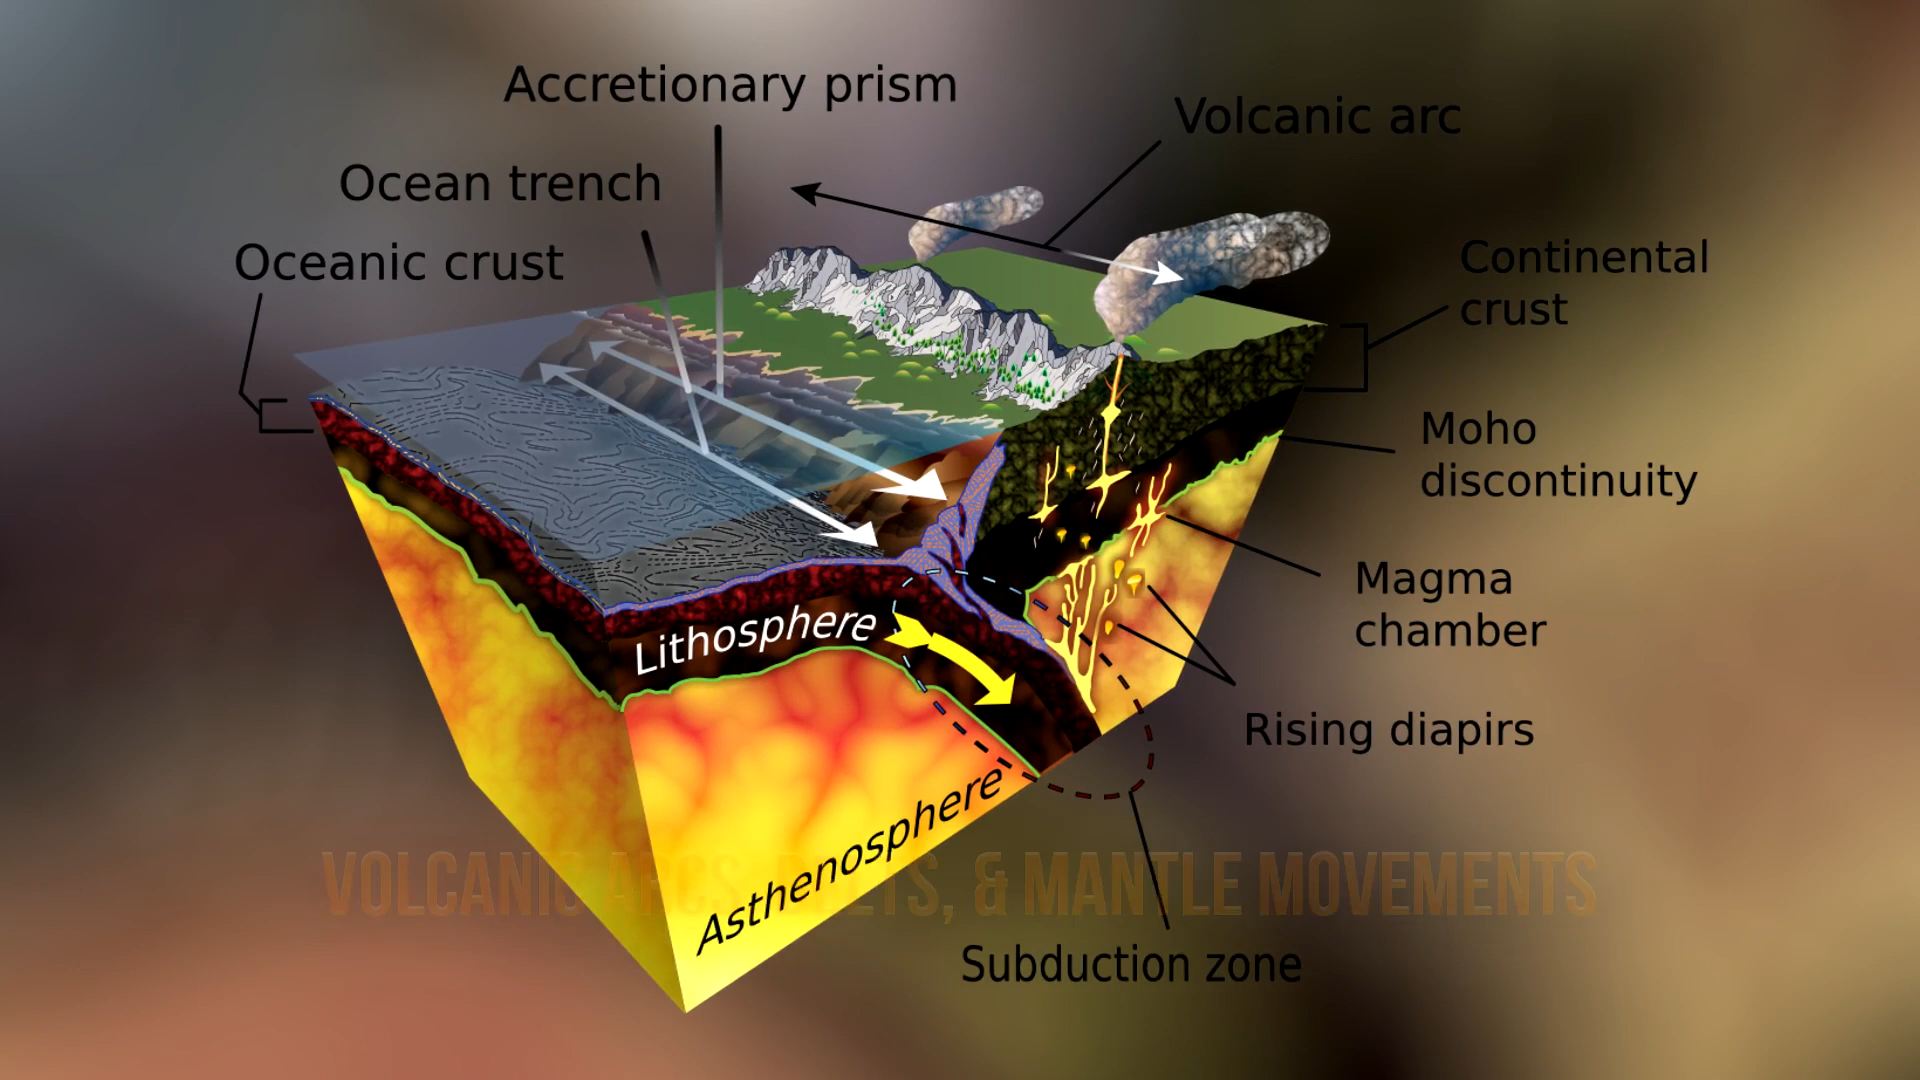 Accretionary prism
Volcanic arc
Ocean trench
Oceanic crust
Continental
crust
Moho
discontinuity
Magma
chamber
Lithosphere
Rising diapirs
Asthenosphere
VOLCANIC ARCS, & MANTLE MOVEMENTS
Subduction zone